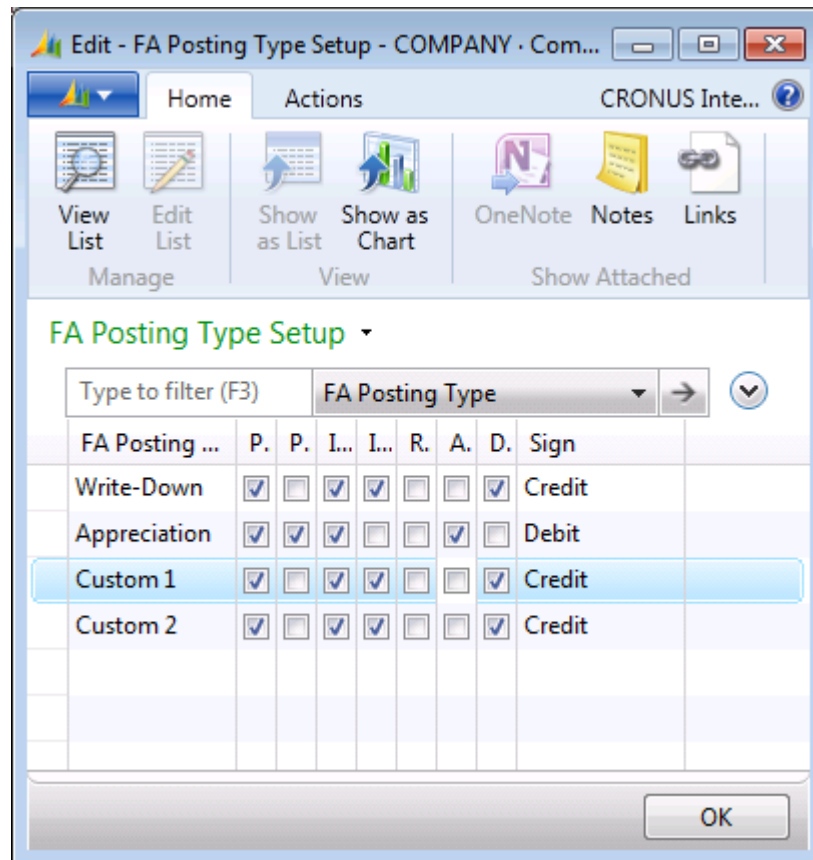 Edit - FA Posting Type Setup - COMPANY · Com...
Home Actions CRONUS Inte...
View List Edit List Show as List Show as Chart OneNote Notes Links
Manage View Show Attached
FA Posting Type Setup
Type to filter (F3) FA Posting Type
FA Posting ... P. P. I... I... R. A. D. Sign
Write-Down Credit
Appreciation Debit
Custom 1 Credit
Custom 2 Credit
OK